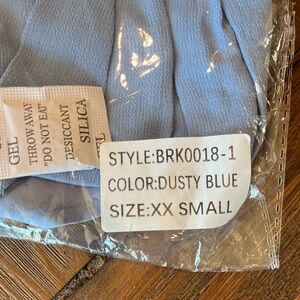 GEL
THROW AWAY
"DO NOT EAT"
DESICCANT
SILICA
STYLE:BRK0018-1
COLOR:DUSTY BLUE
SIZE:XX SMALL